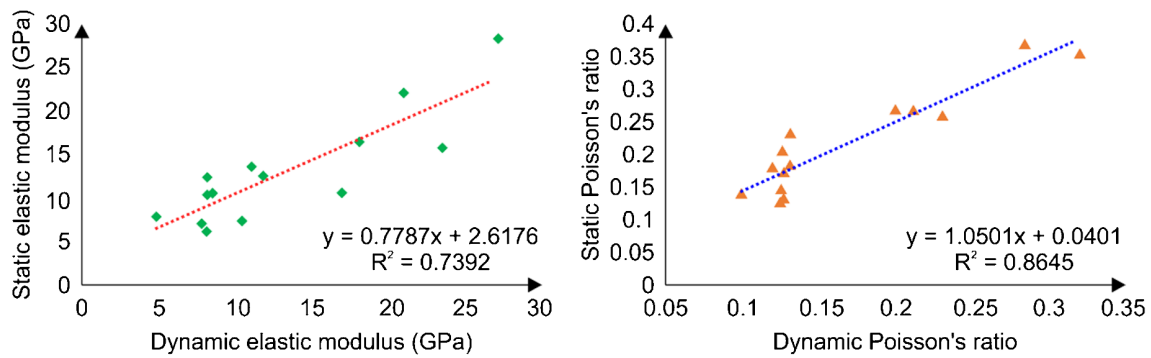 Static elastic modulus (GPa)
30
25
20
15
10
5
0
y = 0.7787x + 2.6176
R² = 0.7392
0 5 10 15 20 25 30
Dynamic elastic modulus (GPa)
Static Poisson's ratio
0.4
0.35
0.3
0.25
0.2
0.15
0.1
0.05
0
y = 1.0501x + 0.0401
R² = 0.8645
0.05 0.1 0.15 0.2 0.25 0.3 0.35
Dynamic Poisson's ratio